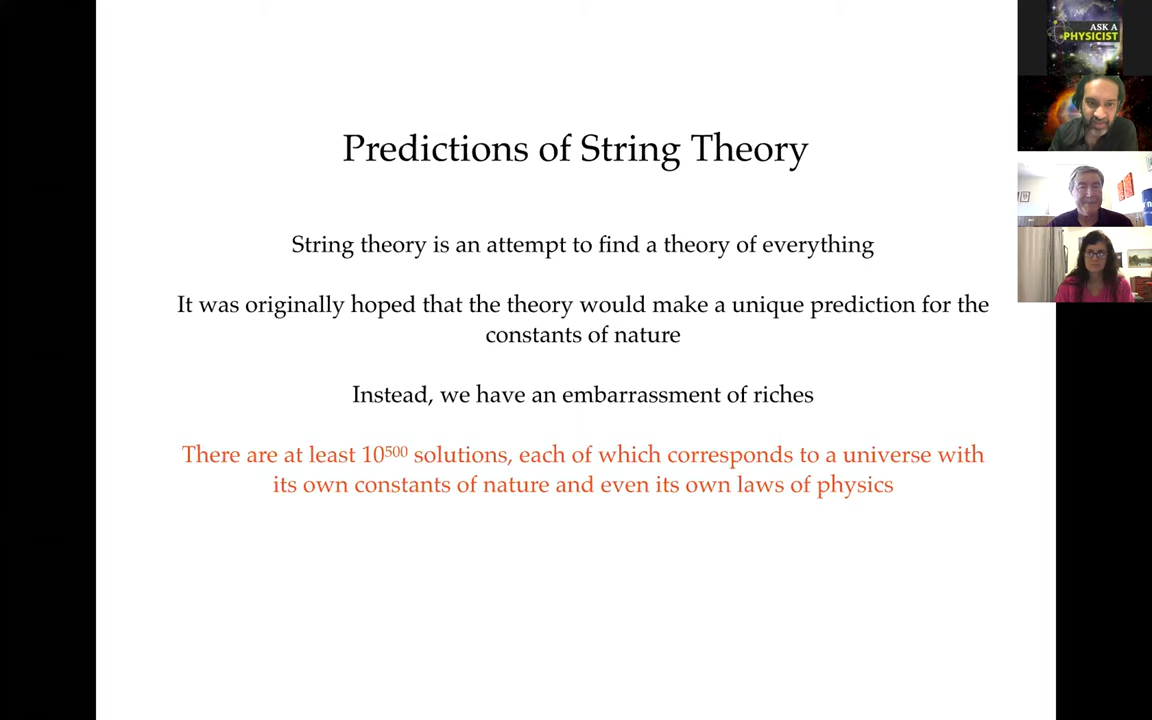 Predictions of String Theory
String theory is an attempt to find a theory of everything
It was originally hoped that the theory would make a unique prediction for the
constants of nature
Instead, we have an embarrassment of riches
There are at least 10⁵⁰⁰ solutions, each of which corresponds to a universe with
its own constants of nature and even its own laws of physics
ASK A
PHYSICIST